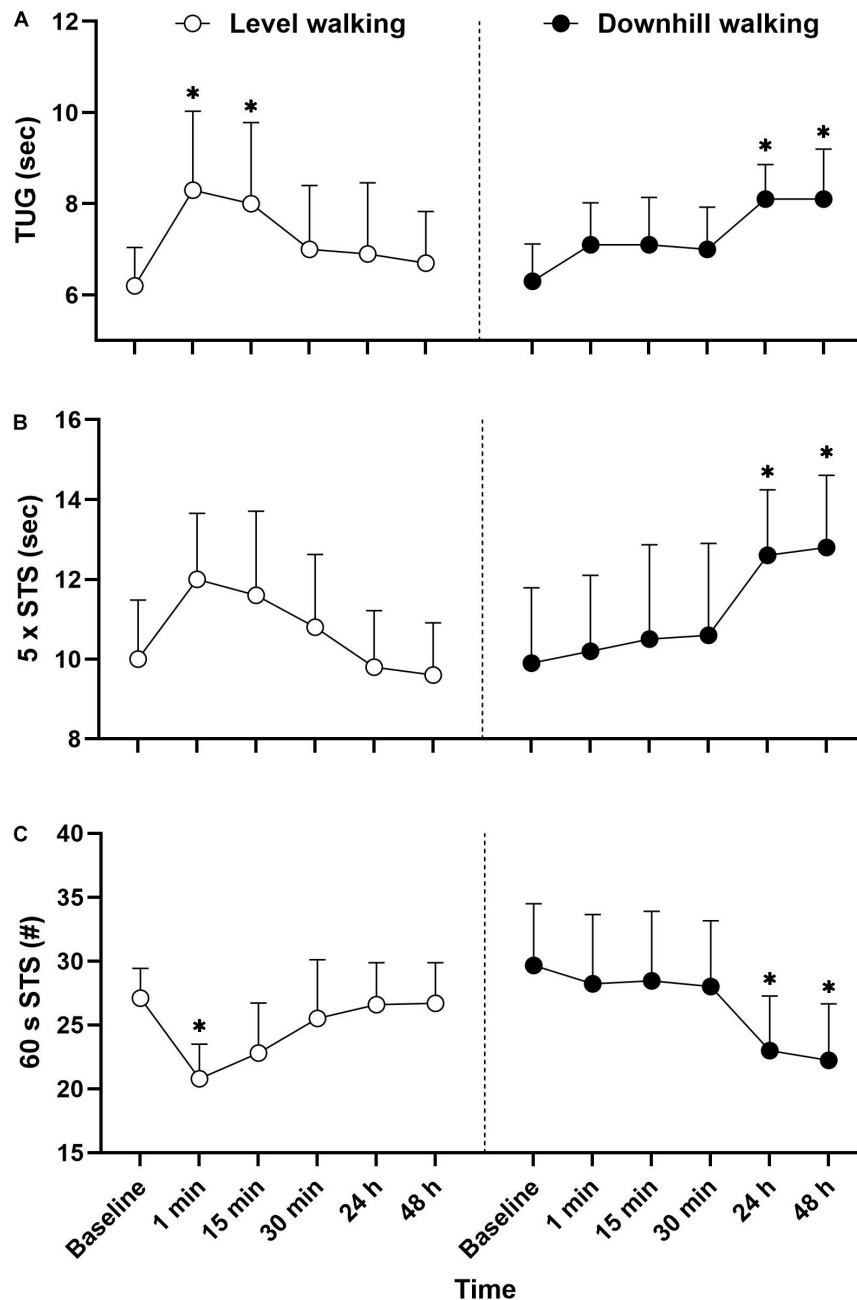 A
Level walking
Downhill walking
TUG (sec)
12
10
8
6
* * * *
B
5 x STS (sec)
16
14
12
10
8
* *
C
60 s STS (#)
40
35
30
25
20
15
* * *
Baseline 1 min 15 min 30 min 24 h 48 h Baseline 1 min 15 min 30 min 24 h 48 h
Time